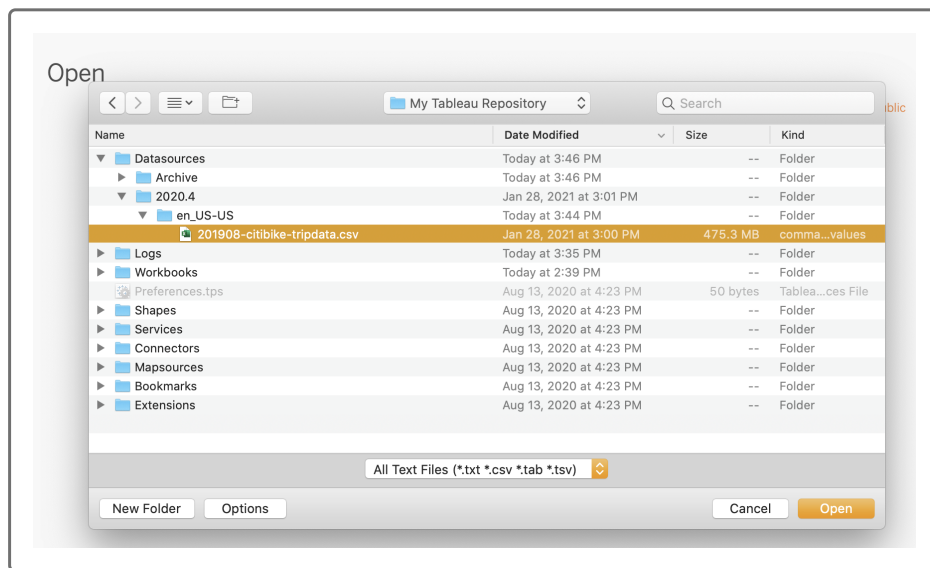 Open
My Tableau Repository
Search
blic
Name Date Modified Size Kind
Datasources Today at 3:46 PM -- Folder
Archive Today at 3:46 PM -- Folder
2020.4 Jan 28, 2021 at 3:01 PM -- Folder
en_US-US Today at 3:44 PM -- Folder
201908-citibike-tripdata.csv Jan 28, 2021 at 3:00 PM 475.3 MB comma...values
Logs Today at 3:35 PM -- Folder
Workbooks Today at 2:39 PM -- Folder
Preferences.tps Aug 13, 2020 at 4:23 PM 50 bytes Tablea...ces File
Shapes Aug 13, 2020 at 4:23 PM -- Folder
Services Aug 13, 2020 at 4:23 PM -- Folder
Connectors Aug 13, 2020 at 4:23 PM -- Folder
Mapsources Aug 13, 2020 at 4:23 PM -- Folder
Bookmarks Aug 13, 2020 at 4:23 PM -- Folder
Extensions Aug 13, 2020 at 4:23 PM -- Folder
All Text Files (*.txt *.csv *.tab *.tsv)
New Folder Options Cancel Open